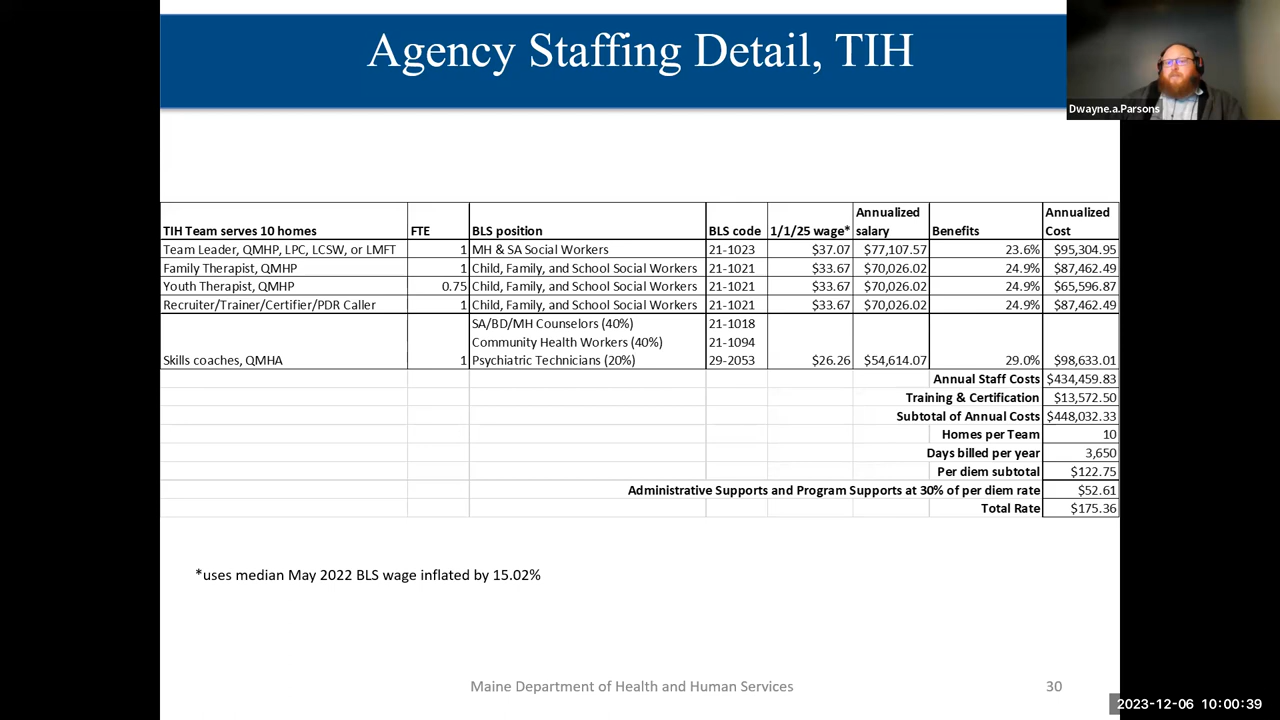 Agency Staffing Detail, TIH
Dwayne.a.Parsons
TIH Team serves 10 homes FTE BLS position BLS code 1/1/25 wage* Annualized salary Benefits Annualized Cost
Team Leader, QMHP, LPC, LCSW, or LMFT 1 MH & SA Social Workers 21-1023 $37.07 $77,107.57 23.6% $95,304.95
Family Therapist, QMHP 1 Child, Family, and School Social Workers 21-1021 $33.67 $70,026.02 24.9% $87,462.49
Youth Therapist, QMHP 0.75 Child, Family, and School Social Workers 21-1021 $33.67 $70,026.02 24.9% $65,596.87
Recruiter/Trainer/Certifier/PDR Caller 1 Child, Family, and School Social Workers 21-1021 $33.67 $70,026.02 24.9% $87,462.49
SA/BD/MH Counselors (40%) 21-1018
Community Health Workers (40%) 21-1094
Skills coaches, QMHA 1 Psychiatric Technicians (20%) 29-2053 $26.26 $54,614.07 29.0% $98,633.01
Annual Staff Costs $434,459.83
Training & Certification $13,572.50
Subtotal of Annual Costs $448,032.33
Homes per Team 10
Days billed per year 3,650
Per diem subtotal $122.75
Administrative Supports and Program Supports at 30% of per diem rate $52.61
Total Rate $175.36
*uses median May 2022 BLS wage inflated by 15.02%
Maine Department of Health and Human Services 30
2023-12-06 10:00:39